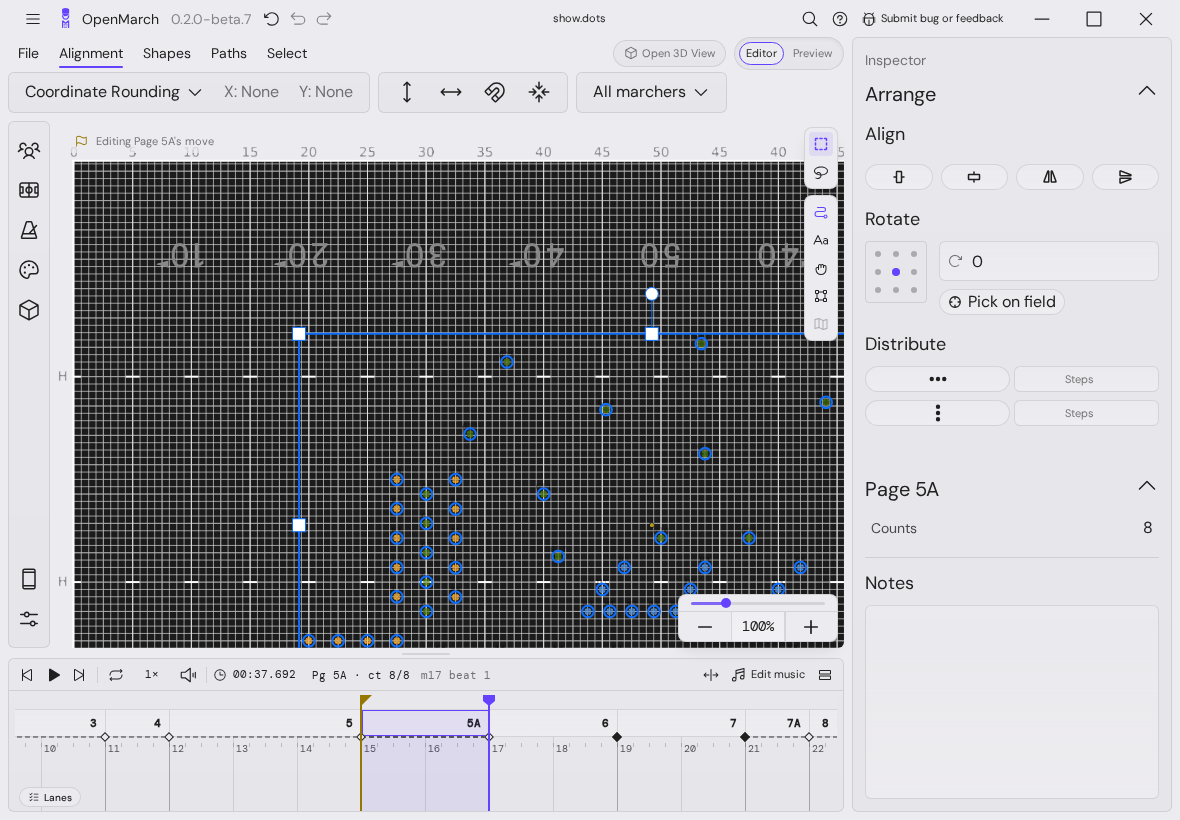 OpenMarch 0.2.0-beta.7
show.dots
Submit bug or feedback
File Alignment Shapes Paths Select
Open 3D View
Editor Preview
Coordinate Rounding X: None Y: None
All marchers
Editing Page 5A's move
0 5 10 15 20 25 30 35 40 45 50 45 40
10 20 30 40 50 40
H
H
Aa
100%
Inspector
Arrange
Align
Rotate
0
Pick on field
Distribute
Steps
Steps
Page 5A
Counts 8
Notes
1× 00:37.692 Pg 5A · ct 8/8 m17 beat 1
Edit music
3 4 5 5A 6 7 7A 8
10 11 12 13 14 15 16 17 18 19 20 21 22
Lanes